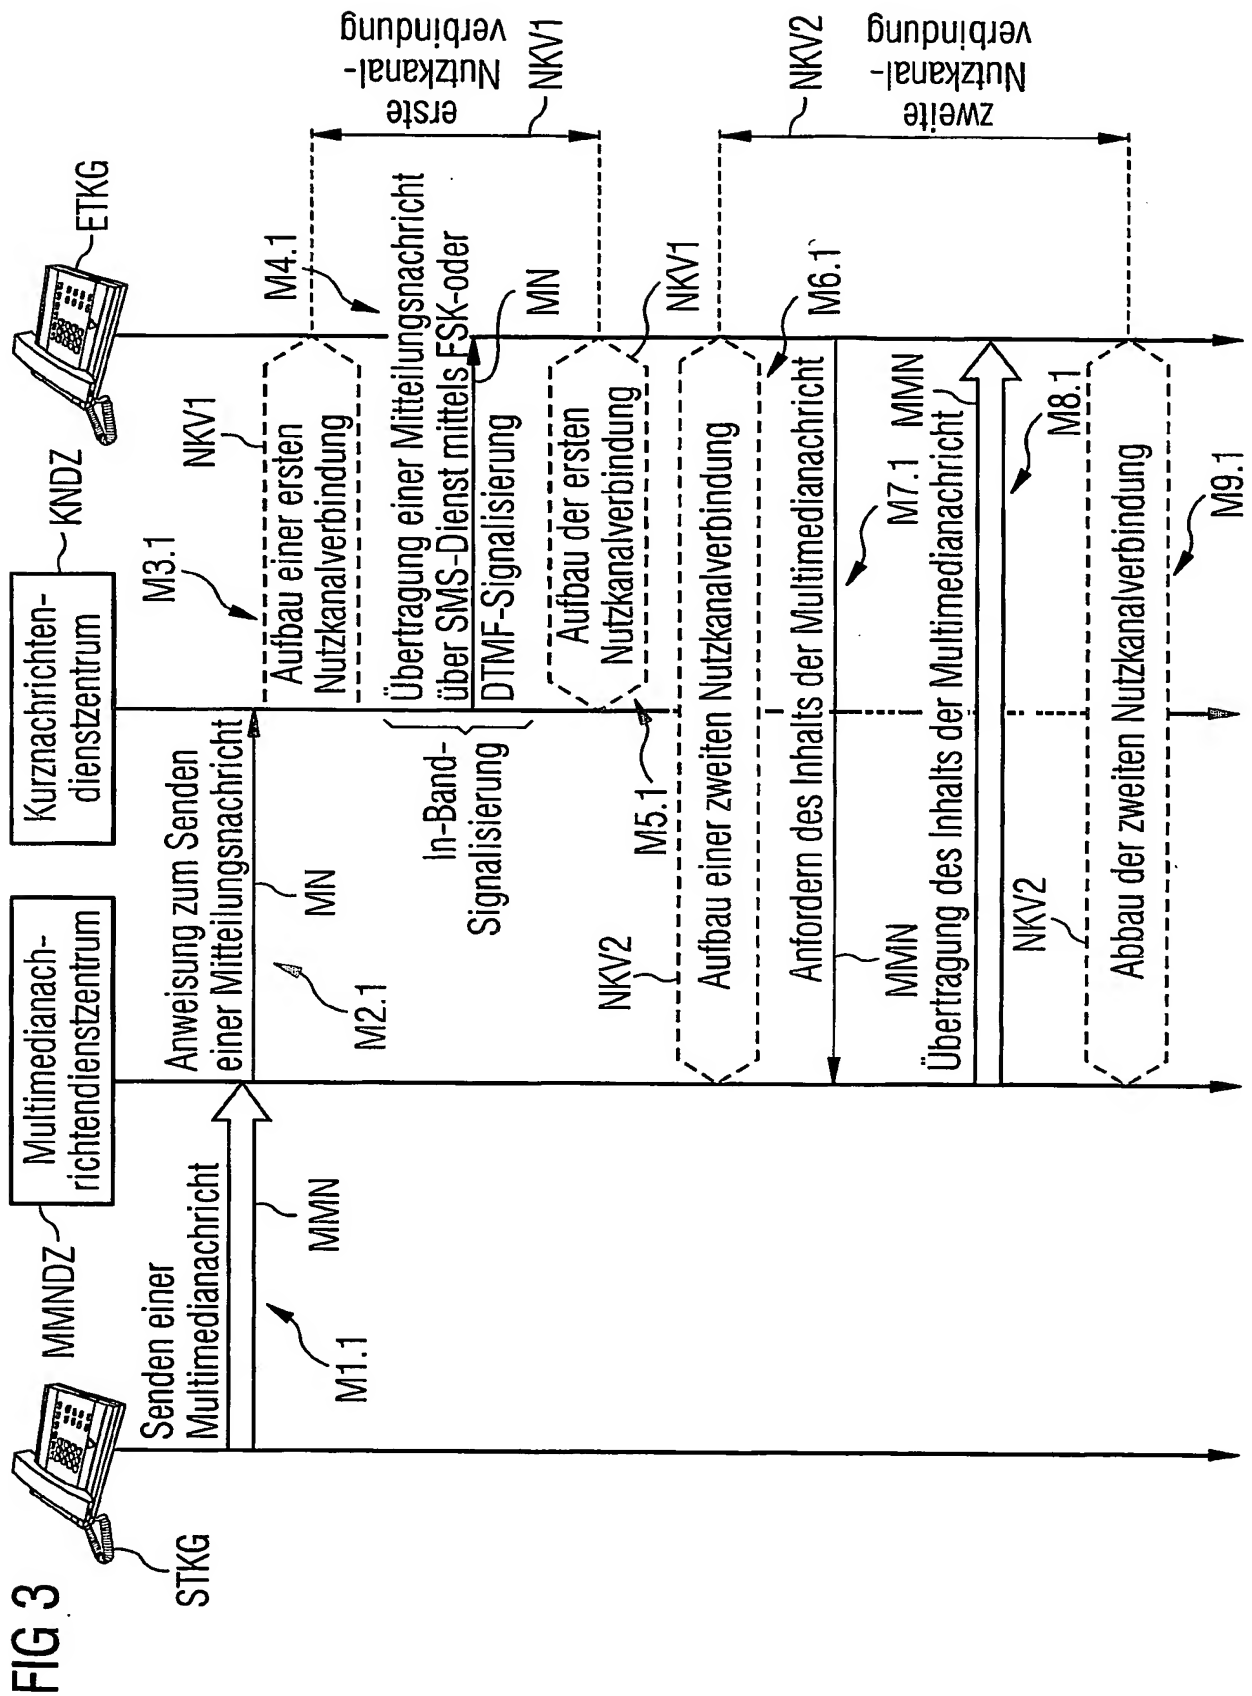 FIG 3
STKG
MMNDZ
Multimedianach-
richtendienstzentrum
Kurznachrichten-
dienstzentrum
KNDZ
ETKG
Senden einer
Multimedianachricht
MMN
M1.1
Anweisung zum Senden
einer Mitteilungsnachricht
MN
M2.1
M3.1
NKV1
Aufbau einer ersten
Nutzkanalverbindung
M4.1
Übertragung einer Mitteilungsnachricht
über SMS-Dienst mittels FSK-oder
DTMF-Signalisierung
MN
In-Band-
Signalisierung
Aufbau der ersten
Nutzkanalverbindung
NKV1
M5.1
erste
Nutzkanal-
verbindung
NKV1
NKV2
Aufbau einer zweiten Nutzkanalverbindung
M6.1
Anfordern des Inhalts der Multimedianachricht
MMN
M7.1
Übertragung des Inhalts der Multimedianachricht
MMN
M8.1
NKV2
Abbau der zweiten Nutzkanalverbindung
M9.1
zweite
Nutzkanal-
verbindung
NKV2